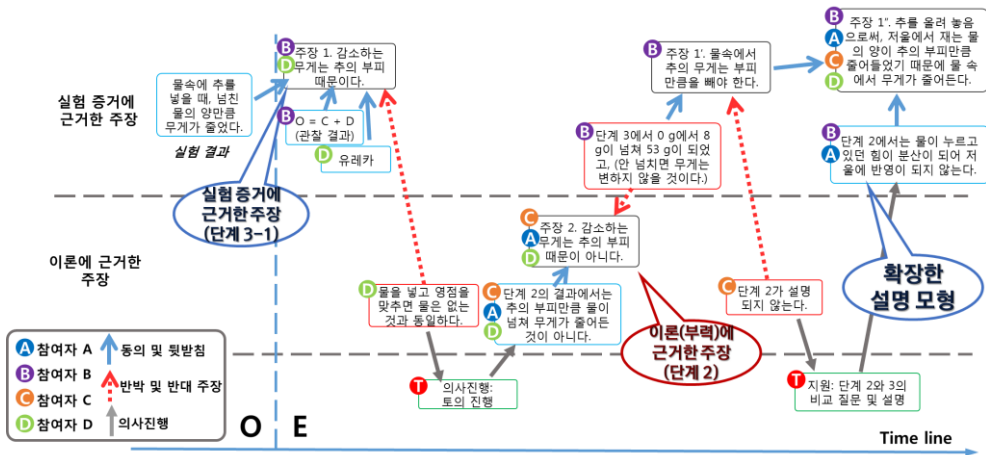 실험 증거에
근거한 주장
이론에 근거한
주장
물속에 추를
넣을 때, 넘친
물의 양만큼
무게가 줄었다.
실험 결과
B
D
주장 1. 감소하는
무게는 추의 부피
때문이다.
B
O = C + D
(관찰 결과)
D
유레카
실험 증거에
근거한 주장
(단계 3-1)
D
물을 넣고 영점을
맞추면 물은 없는
것과 동일하다.
T
의사진행:
토의 진행
C
A
D
단계 2의 결과에서는
추의 부피만큼 물이
넘쳐 무게가 줄어든
것이 아니다.
C
A
D
주장 2. 감소하는
무게는 추의 부피
때문이 아니다.
B
단계 3에서 0 g에서 8
g이 넘쳐 53 g이 되었
고, (안 넘치면 무게는
변하지 않을 것이다.)
이론(부력)에
근거한 주장
(단계 2)
B
주장 1'. 물속에서
추의 무게는 부피
만큼을 빼야 한다.
C
단계 2가 설명
되지 않는다.
T
지원: 단계 2와 3의
비교 질문 및 설명
B
A
단계 2에서는 물이 누르고
있던 힘이 분산이 되어 저
울에 반영이 되지 않는다.
B
A
C
D
주장 1". 추를 올려 놓음
으로써, 저울에서 재는 물
의 양이 추의 부피만큼
줄어들었기 때문에 물 속
에서 무게가 줄어든다.
확장한
설명 모형
A 참여자 A
B 참여자 B
C 참여자 C
D 참여자 D
동의 및 뒷받침
반박 및 반대 주장
의사진행
O E
Time line